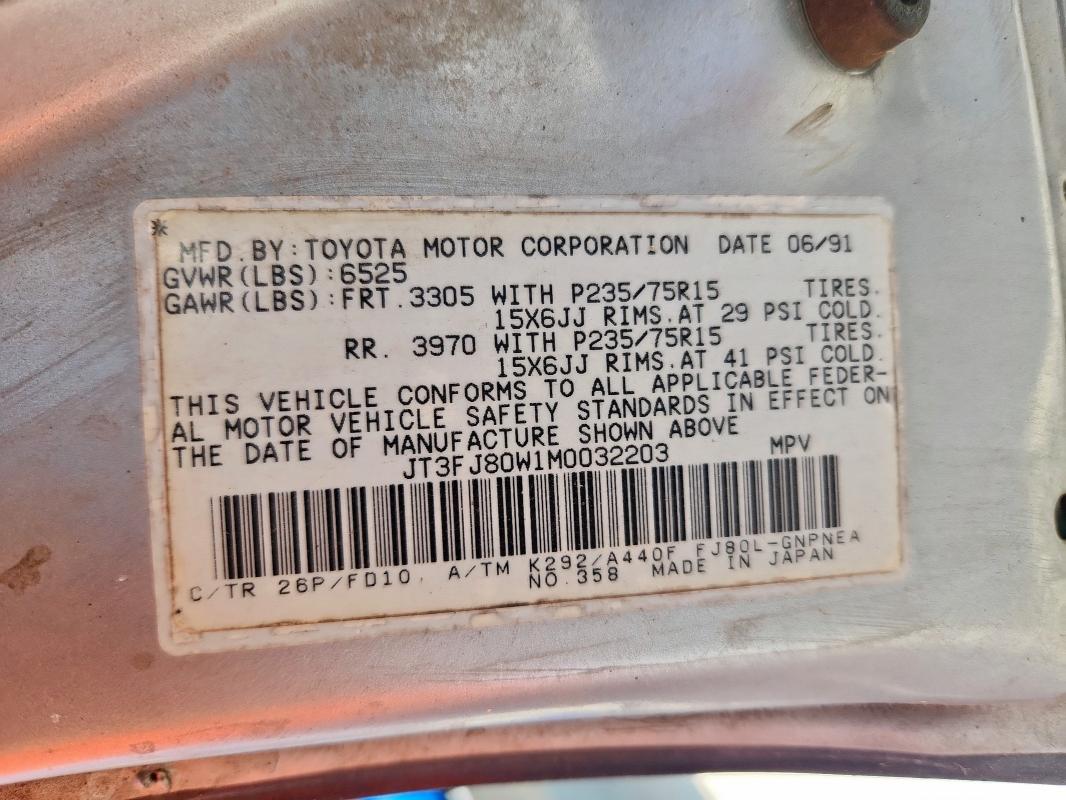 *
MFD. BY: TOYOTA MOTOR CORPORATION DATE 06/91
GVWR(LBS):6525
GAWR(LBS):FRT.3305 WITH P235/75R15 TIRES.
15X6JJ RIMS.AT 29 PSI COLD.
RR. 3970 WITH P235/75R15 TIRES.
15X6JJ RIMS.AT 41 PSI COLD.
THIS VEHICLE CONFORMS TO ALL APPLICABLE FEDER-
AL MOTOR VEHICLE SAFETY STANDARDS IN EFFECT ON
THE DATE OF MANUFACTURE SHOWN ABOVE
JT3FJ80W1M0032203 MPV
C/TR 26P/FD10, A/TM K292/A440F FJ80L-GNPNEA
NO.358 MADE IN JAPAN